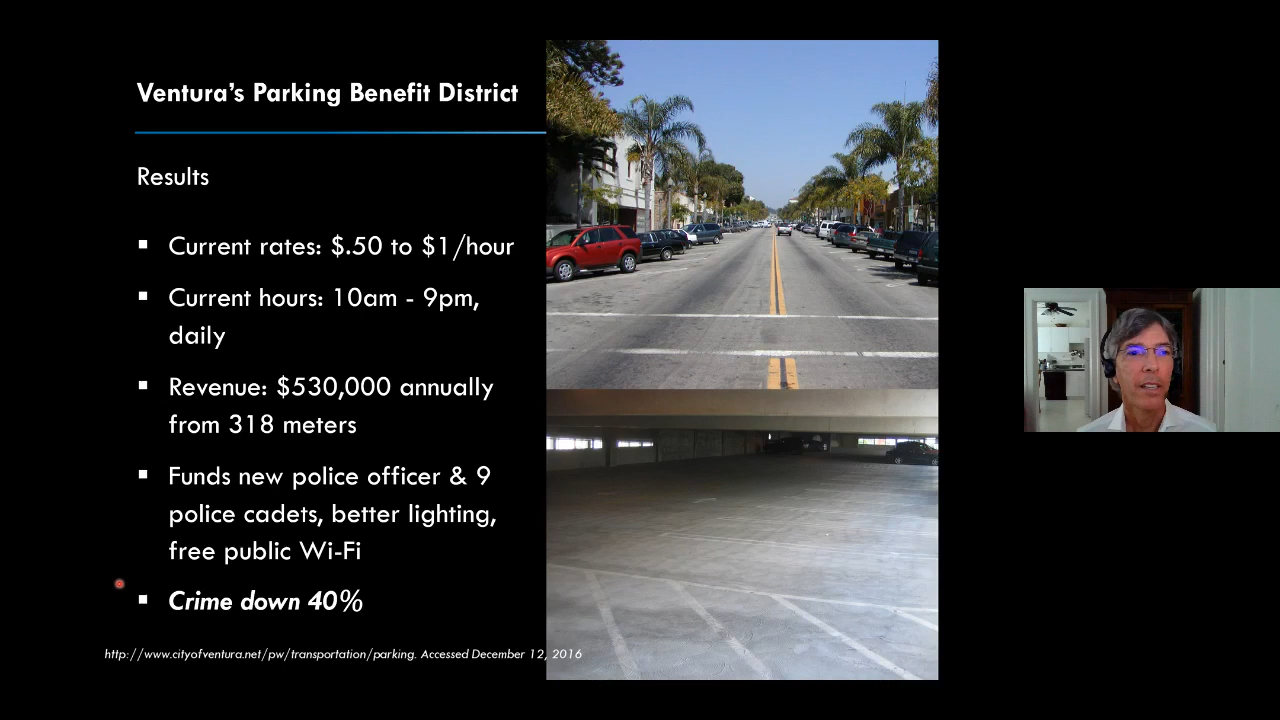 Ventura's Parking Benefit District
Results
▪ Current rates: $.50 to $1/hour
▪ Current hours: 10am - 9pm,
daily
▪ Revenue: $530,000 annually
from 318 meters
▪ Funds new police officer & 9
police cadets, better lighting,
free public Wi-Fi
▪ Crime down 40%
http://www.cityofventura.net/pw/transportation/parking. Accessed December 12, 2016